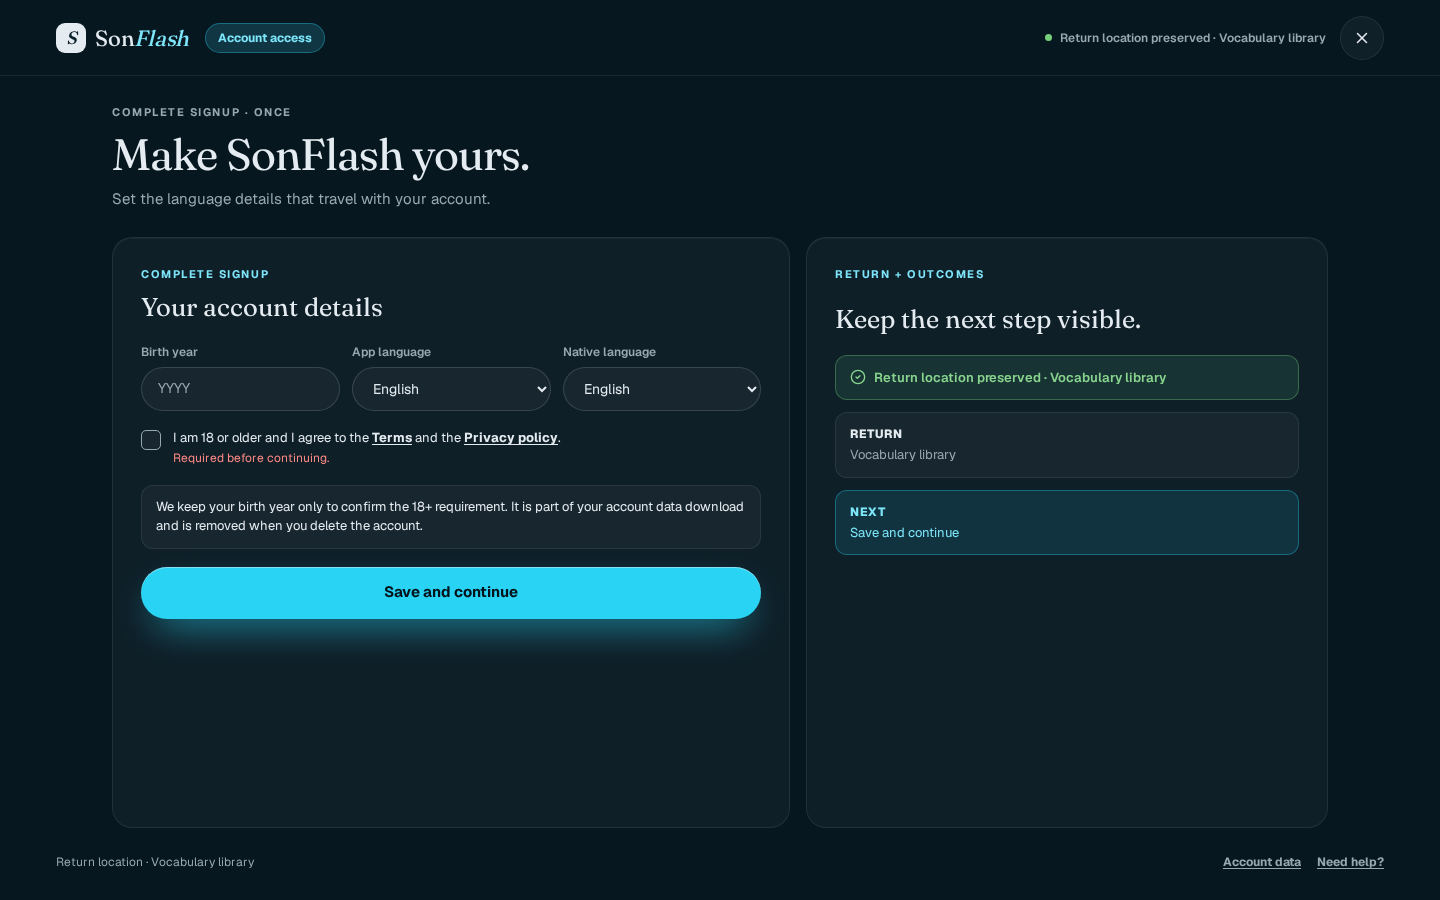 S SonFlash
Account access
Return location preserved · Vocabulary library
COMPLETE SIGNUP · ONCE
Make SonFlash yours.
Set the language details that travel with your account.
COMPLETE SIGNUP
Your account details
Birth year
App language
Native language
YYYY
English
English
I am 18 or older and I agree to the Terms and the Privacy policy.
Required before continuing.
We keep your birth year only to confirm the 18+ requirement. It is part of your account data download
and is removed when you delete the account.
Save and continue
RETURN + OUTCOMES
Keep the next step visible.
Return location preserved · Vocabulary library
RETURN
Vocabulary library
NEXT
Save and continue
Return location · Vocabulary library
Account data
Need help?